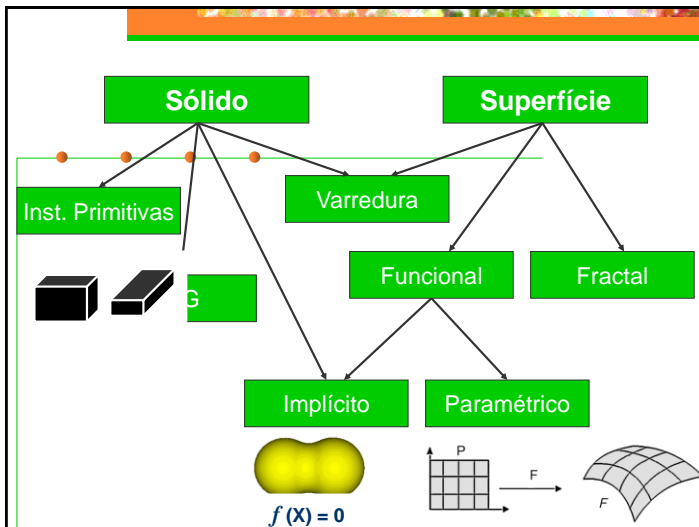 Sólido
Superfície
Inst. Primitivas
Varredura
G
Funcional
Fractal
Implícito
Paramétrico
P
F
F
f (X) = 0